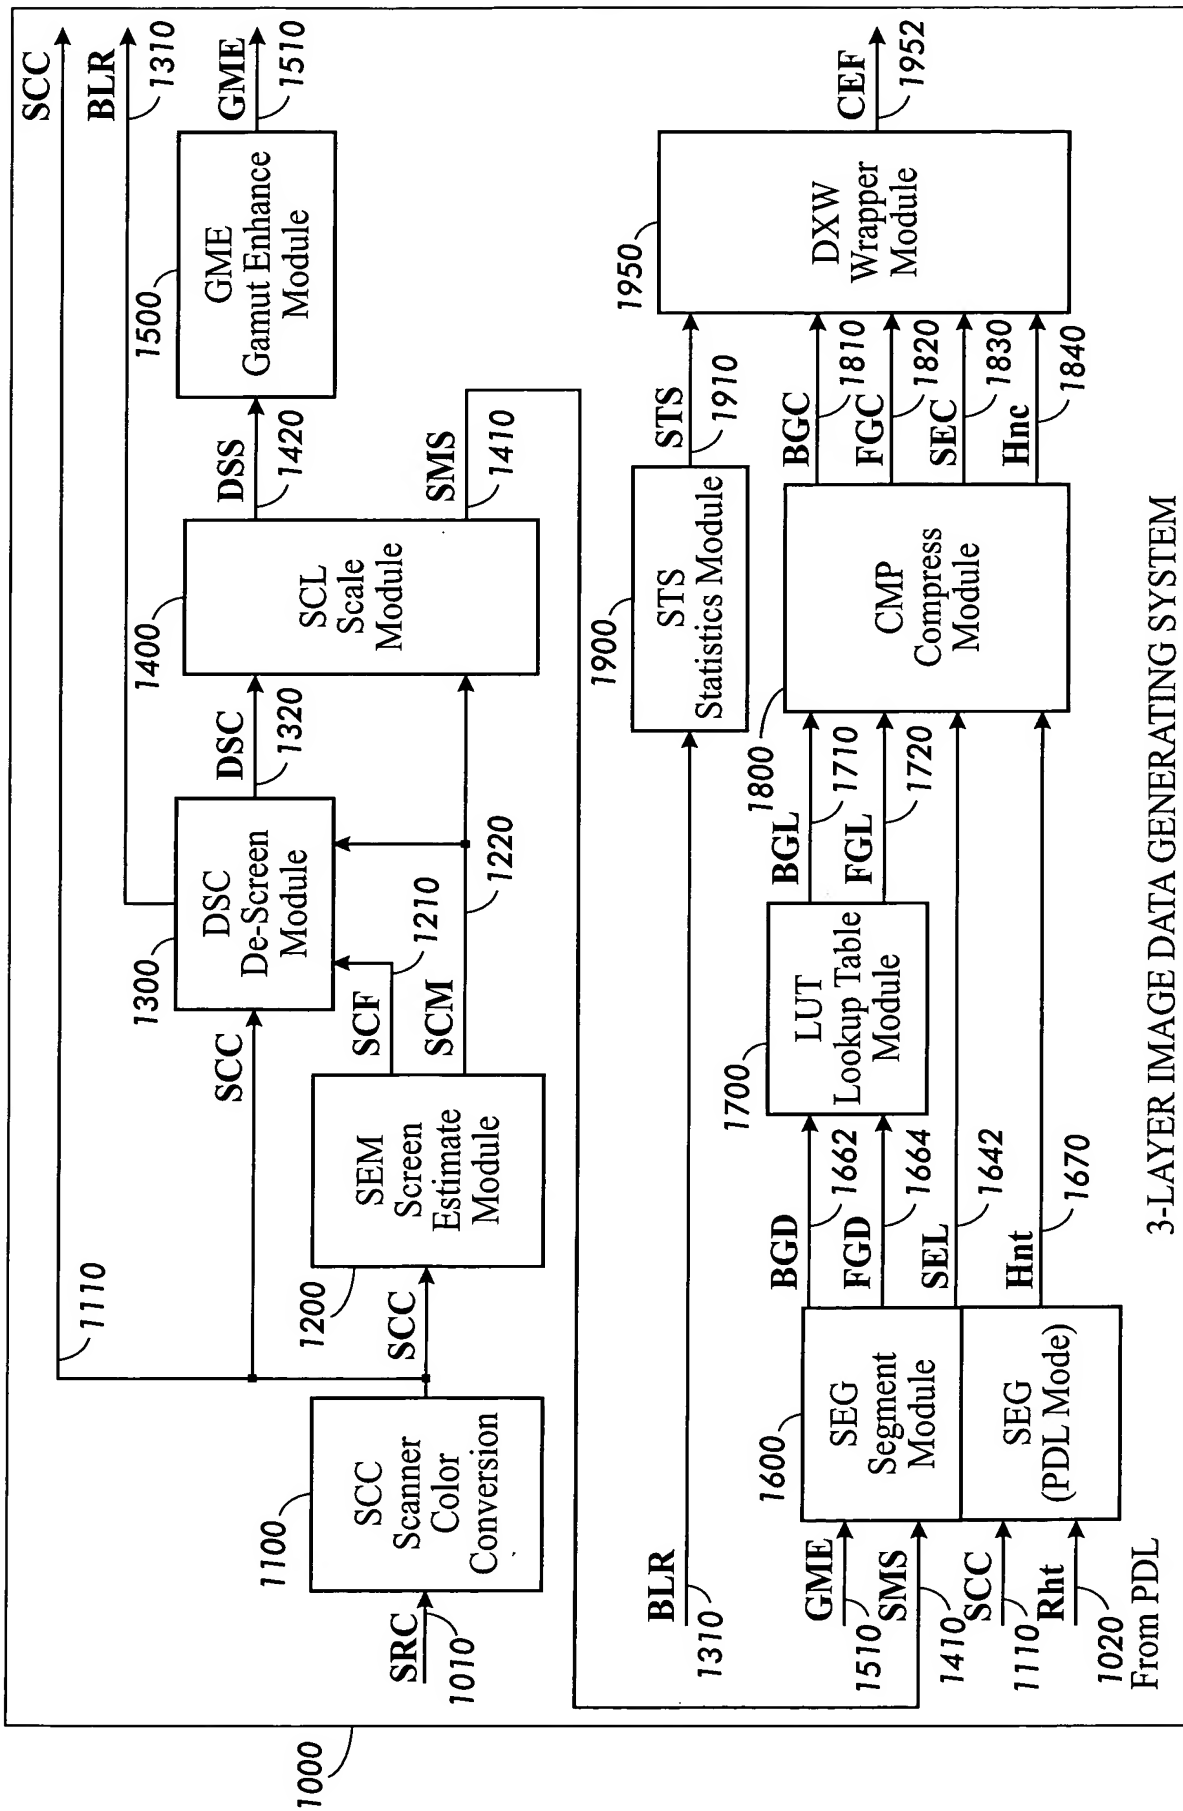 SCC
BLR
1310
GME
1510
1110
1500
GME
Gamut Enhance
Module
DSS
1420
SMS
1410
1400
SCL
Scale
Module
DSC
1320
1300
DSC
De-Screen
Module
SCC
SCF
1210
SCM
1220
1200
SEM
Screen
Estimate
Module
SCC
1100
SCC
Scanner
Color
Conversion
SRC
1010
1000
BLR
1310
1900
STS
Statistics Module
STS
1910
1950
DXW
Wrapper
Module
CEF
1952
GME
1510
SMS
1410
SCC
1110
Rht
1020
From PDL
1600
SEG
Segment
Module
SEG
(PDL Mode)
BGD
1662
FGD
1664
SEL
1642
Hnt
1670
1700
LUT
Lookup Table
Module
BGL
1710
FGL
1720
1800
CMP
Compress
Module
BGC
1810
FGC
1820
SEC
1830
Hnc
1840
3-LAYER IMAGE DATA GENERATING SYSTEM